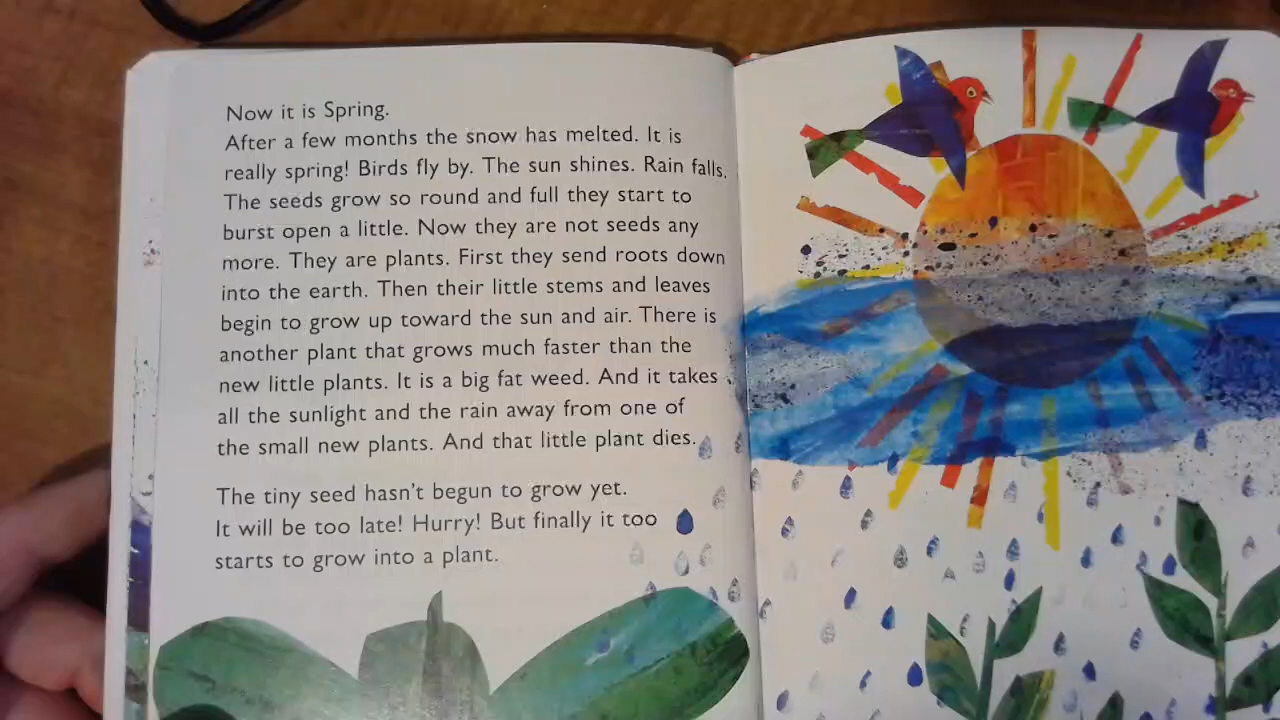 Now it is Spring.
After a few months the snow has melted. It is
really spring! Birds fly by. The sun shines. Rain falls.
The seeds grow so round and full they start to
burst open a little. Now they are not seeds any
more. They are plants. First they send roots down
into the earth. Then their little stems and leaves
begin to grow up toward the sun and air. There is
another plant that grows much faster than the
new little plants. It is a big fat weed. And it takes
all the sunlight and the rain away from one of
the small new plants. And that little plant dies.
The tiny seed hasn't begun to grow yet.
It will be too late! Hurry! But finally it too
starts to grow into a plant.